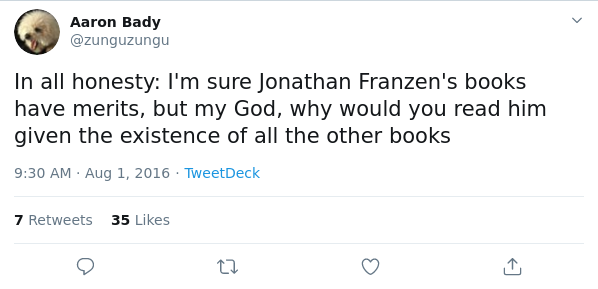 Aaron Bady
@zunguzungu
In all honesty: I'm sure Jonathan Franzen's books
have merits, but my God, why would you read him
given the existence of all the other books
9:30 AM · Aug 1, 2016 · TweetDeck
7 Retweets 35 Likes